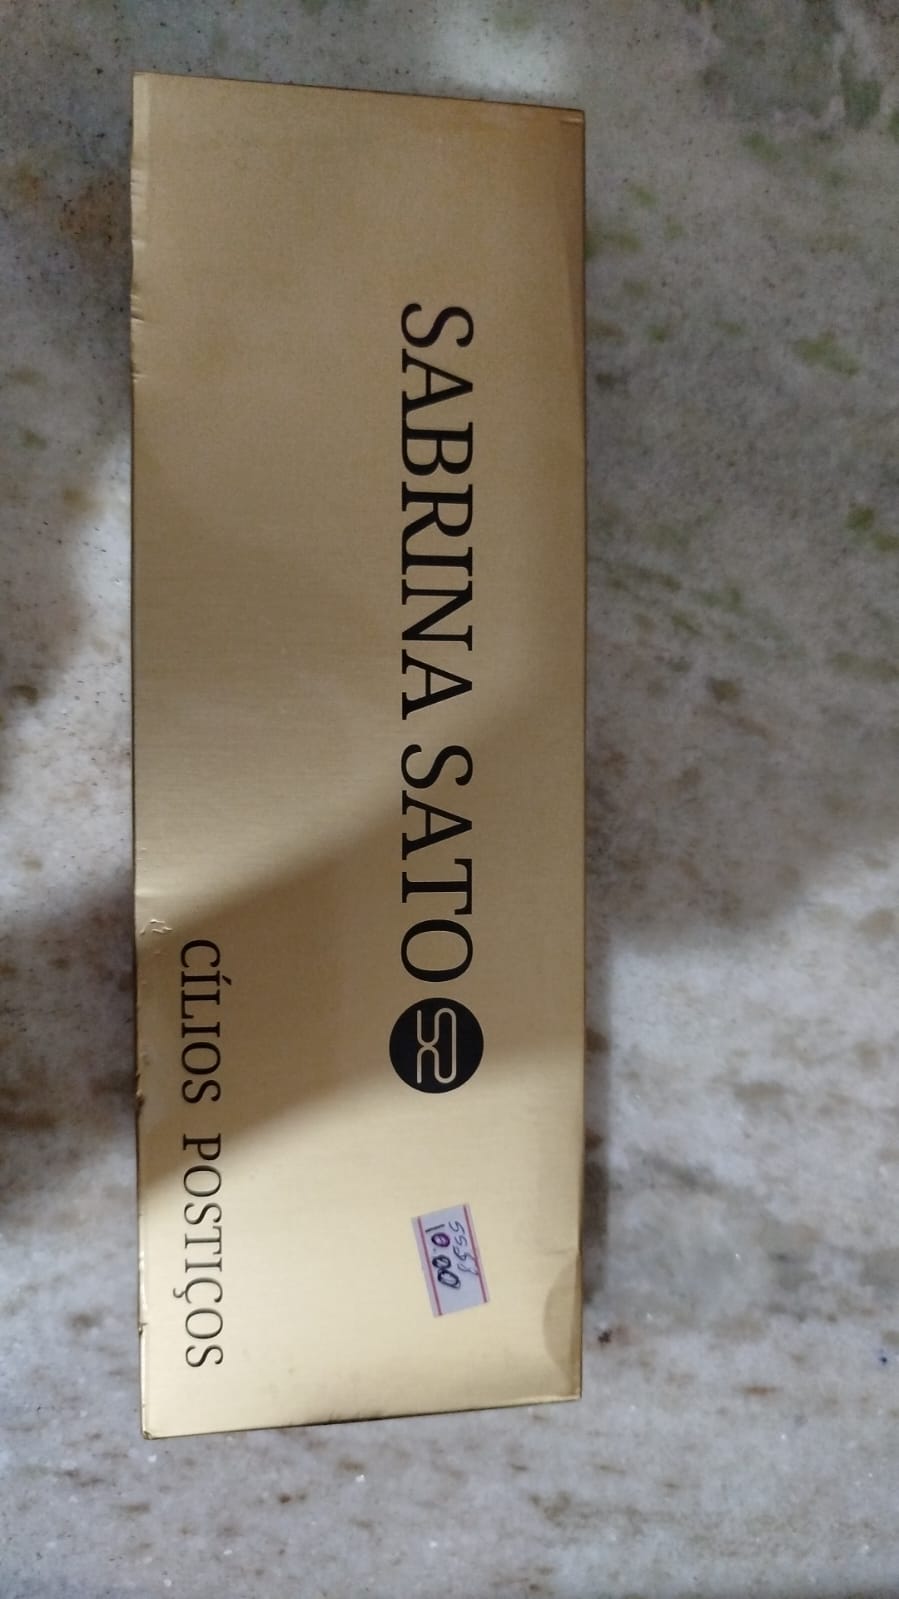 SABRINA SATO
CÍLIOS POSTIÇOS
10.00